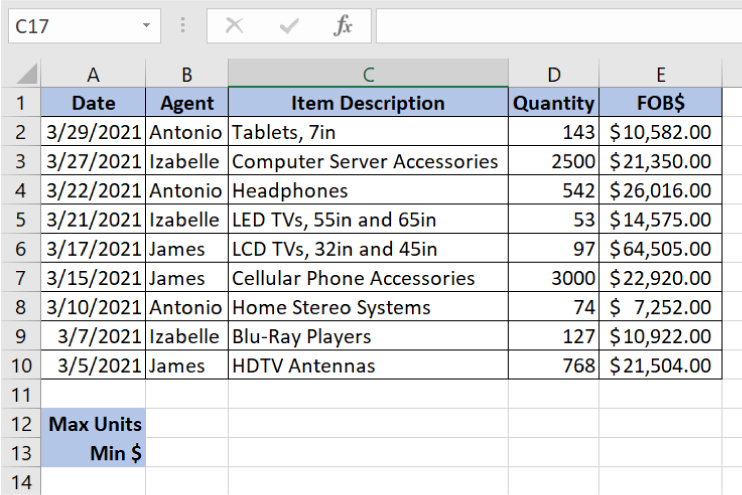 C17 fx
A B C D E
1 Date Agent Item Description Quantity FOB$
2 3/29/2021 Antonio Tablets, 7in 143 $10,582.00
3 3/27/2021 Izabelle Computer Server Accessories 2500 $21,350.00
4 3/22/2021 Antonio Headphones 542 $26,016.00
5 3/21/2021 Izabelle LED TVs, 55in and 65in 53 $14,575.00
6 3/17/2021 James LCD TVs, 32in and 45in 97 $64,505.00
7 3/15/2021 James Cellular Phone Accessories 3000 $22,920.00
8 3/10/2021 Antonio Home Stereo Systems 74 $ 7,252.00
9 3/7/2021 Izabelle Blu-Ray Players 127 $10,922.00
10 3/5/2021 James HDTV Antennas 768 $21,504.00
11
12 Max Units
13 Min $
14